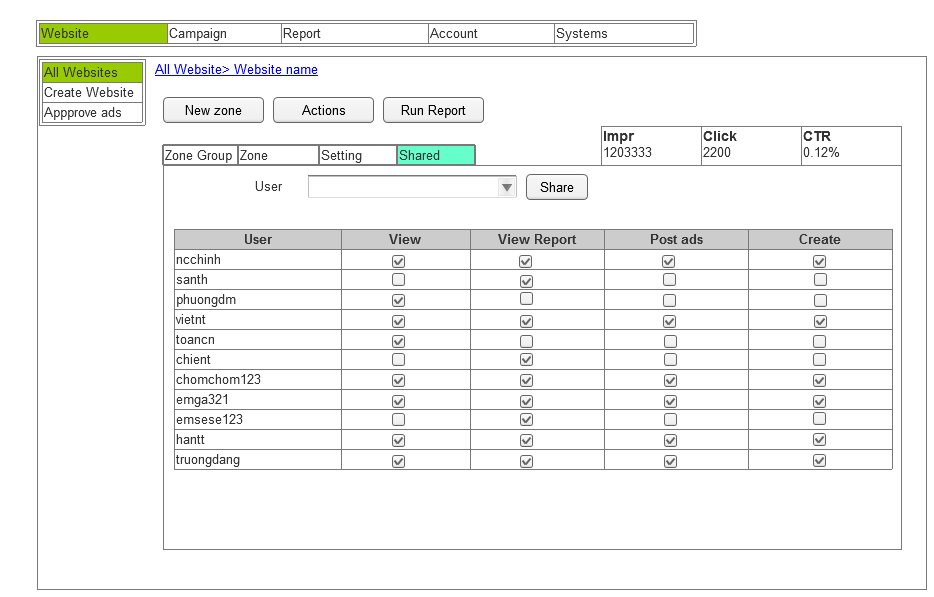 Website Campaign Report Account Systems
All Websites
Create Website
Appprove ads
All Website> Website name
New zone Actions Run Report
Impr Click CTR
1203333 2200 0.12%
Zone Group Zone Setting Shared
User Share
User View View Report Post ads Create
ncchinh
santh
phuongdm
vietnt
toancn
chient
chomchom123
emga321
emsese123
hantt
truongdang